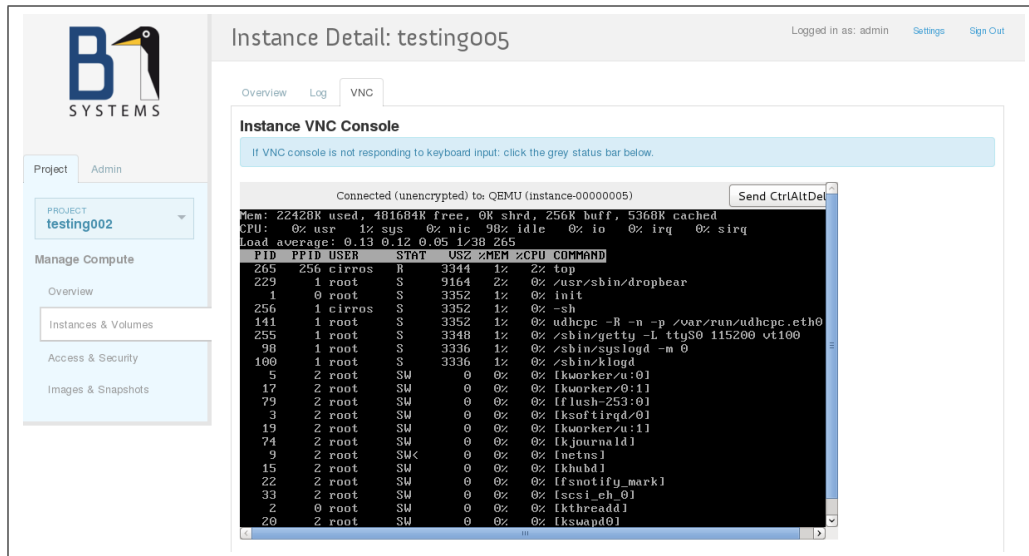 B1
SYSTEMS
Instance Detail: testing005
Logged in as: admin Settings Sign Out
Overview Log VNC
Instance VNC Console
If VNC console is not responding to keyboard input: click the grey status bar below.
Project Admin
PROJECT
testing002
Manage Compute
Overview
Instances & Volumes
Access & Security
Images & Snapshots
Connected (unencrypted) to: QEMU (instance-00000005) Send CtrlAltDel
Mem: 22428K used, 481684K free, 0K shrd, 256K buff, 5368K cached
CPU: 0% usr 1% sys 0% nic 98% idle 0% io 0% irq 0% sirq
Load average: 0.13 0.12 0.05 1/38 265
PID PPID USER STAT VSZ %MEM %CPU COMMAND
265 256 cirros R 3344 1% 2% top
229 1 root S 9164 2% 0% /usr/sbin/dropbear
1 0 root S 3352 1% 0% init
256 1 cirros S 3352 1% 0% -sh
141 1 root S 3352 1% 0% udhcpc -R -n -p /var/run/udhcpc.eth0
255 1 root S 3348 1% 0% /sbin/getty -L ttyS0 115200 vt100
98 1 root S 3336 1% 0% /sbin/syslogd -m 0
100 1 root S 3336 1% 0% /sbin/klogd
5 2 root SW 0 0% 0% [kworker/u:0]
17 2 root SW 0 0% 0% [kworker/0:1]
79 2 root SW 0 0% 0% [flush-253:0]
3 2 root SW 0 0% 0% [ksoftirqd/0]
19 2 root SW 0 0% 0% [kworker/u:1]
74 2 root SW 0 0% 0% [kjournald]
9 2 root SW< 0 0% 0% [netns]
15 2 root SW 0 0% 0% [khubd]
22 2 root SW 0 0% 0% [fsnotify_mark]
33 2 root SW 0 0% 0% [scsi_eh_0]
2 0 root SW 0 0% 0% [kthreadd]
20 2 root SW 0 0% 0% [kswapd0]